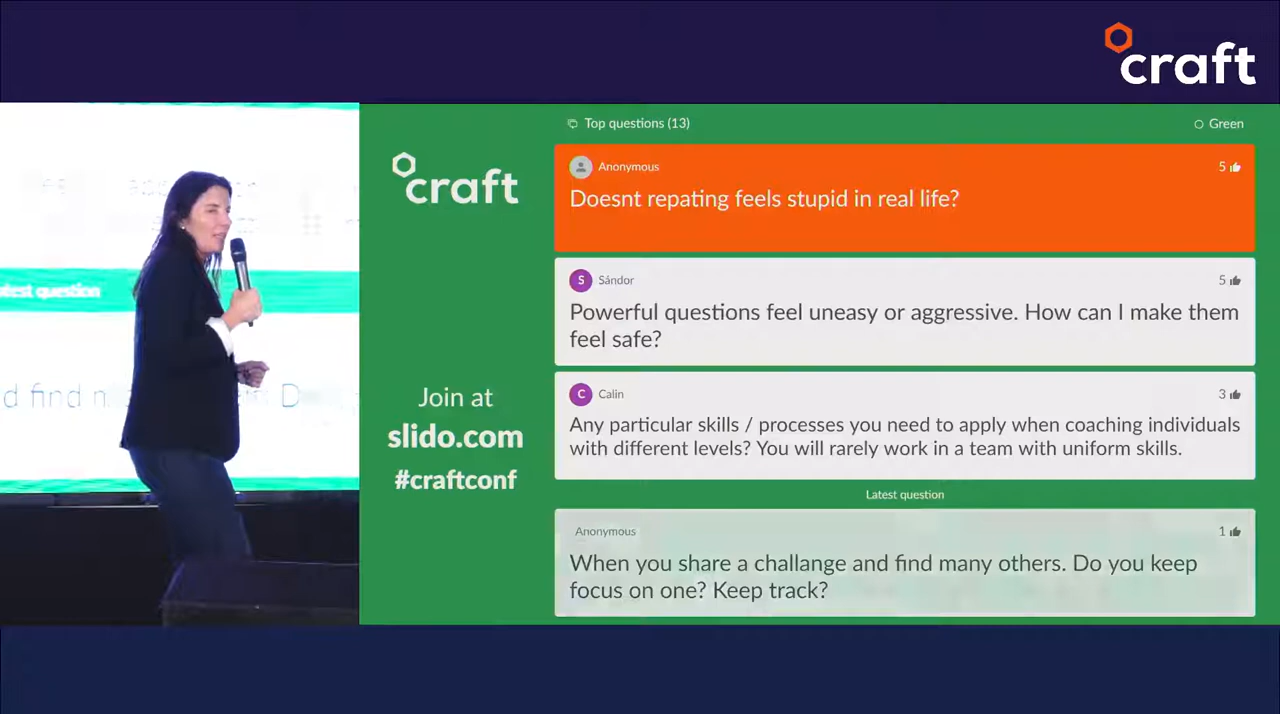 craft
Top questions (13)
Green
craft
Anonymous
5
Doesnt repating feels stupid in real life?
Sándor
S
5
Powerful questions feel uneasy or aggressive. How can I make them
feel safe?
C
Calin
3
Any particular skills / processes you need to apply when coaching individuals
with different levels? You will rarely work in a team with uniform skills.
Join at
slido.com
#craftconf
Latest question
Anonymous
1
When you share a challange and find many others. Do you keep
focus on one? Keep track?
question
d find